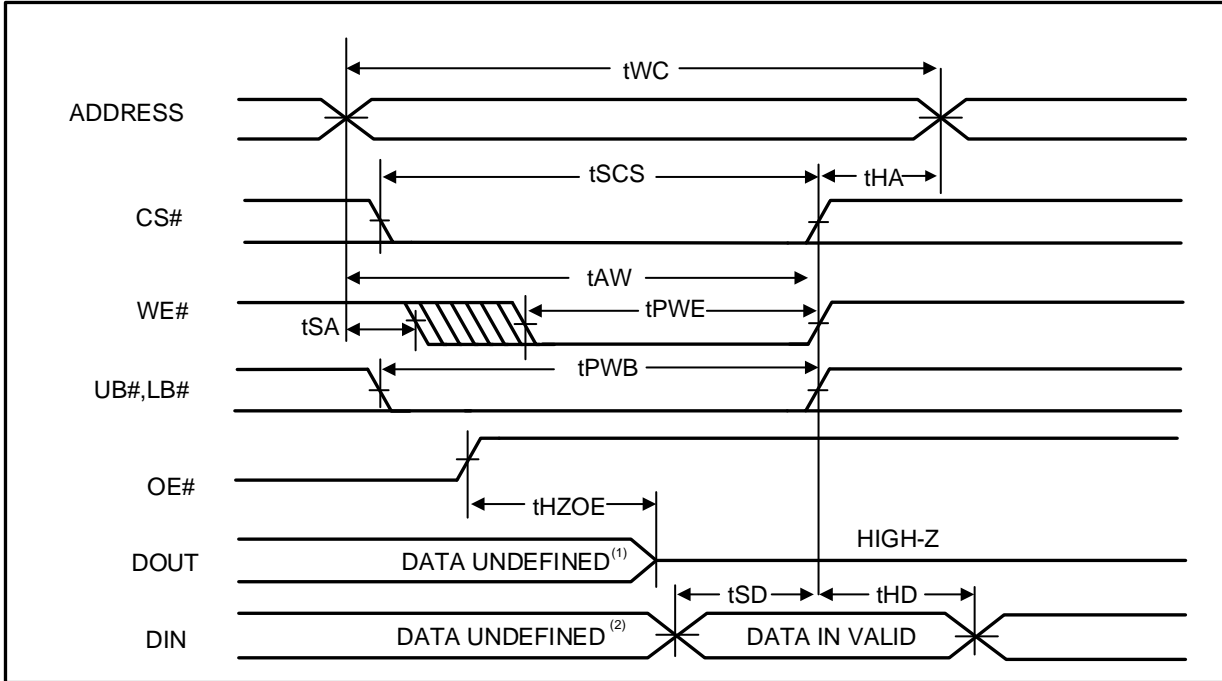 tWC
ADDRESS
tSCS
tHA
CS#
tAW
WE#
tSA
tPWE
tPWB
UB#,LB#
OE#
tHZOE
HIGH-Z
DOUT
DATA UNDEFINED(1)
tSD
tHD
DIN
DATA UNDEFINED (2)
DATA IN VALID